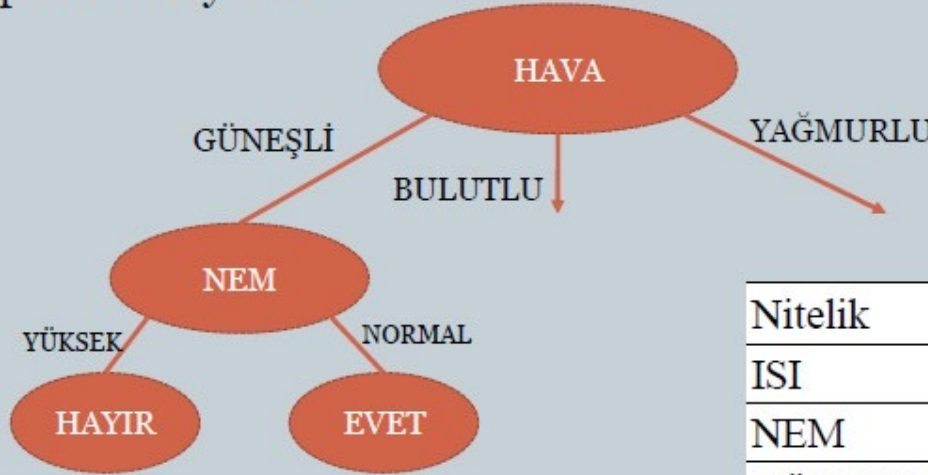 HAVA
GÜNEŞLİ
YAĞMURLU
BULUTLU
NEM
YÜKSEK
NORMAL
HAYIR
EVET
Nitelik
ISI
NEM